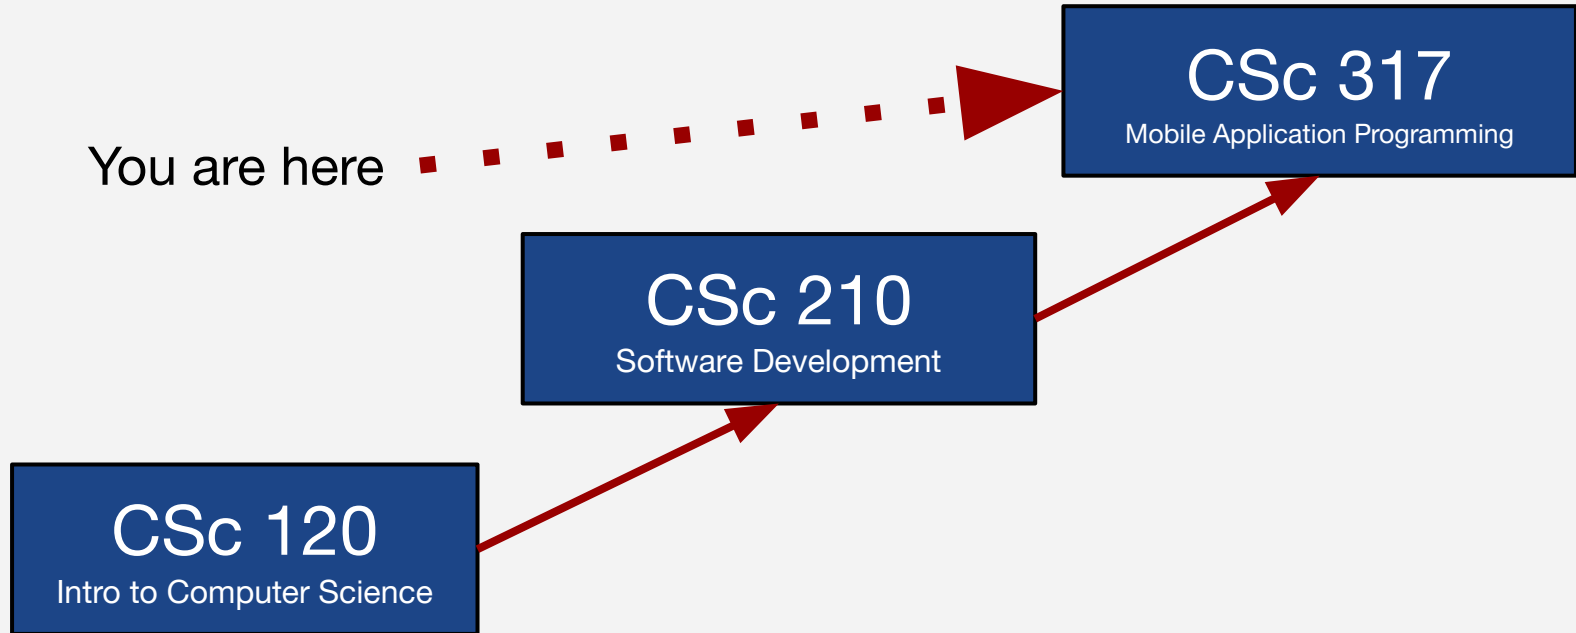 CSc 317
Mobile Application Programming
You are here
CSc 210
Software Development
CSc 120
Intro to Computer Science